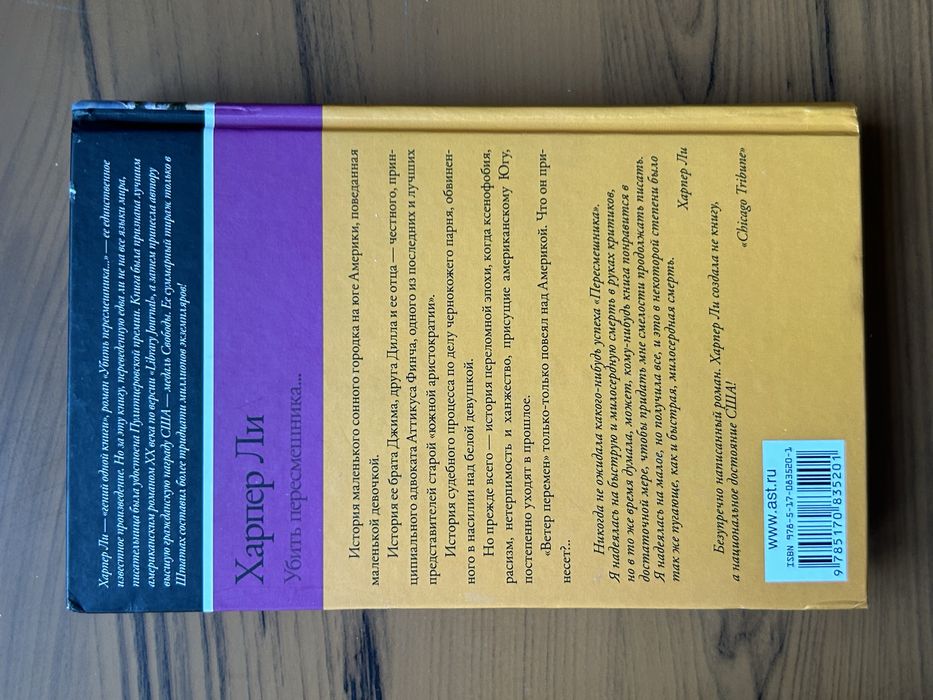 Харпер Ли — «гений одной книги», роман «Убить пересмешника...» — ее единственное
известное произведение. Но за эту книгу, переведенную едва ли не на все языки мира,
писательница была удостоена Пулитцеровской премии. Книга была признана лучшим
американским романом XX века по версии «Library Journal», а затем принесла автору
высшую гражданскую награду США — медаль Свободы. Ее суммарный тираж только в
Штатах составил более тридцати миллионов экземпляров!
Харпер Ли
Убить пересмешника...
История маленького сонного городка на юге Америки, поведанная
маленькой девочкой.
История ее брата Джима, друга Дилла и ее отца — честного, прин-
ципиального адвоката Аттикуса Финча, одного из последних и лучших
представителей старой «южной аристократии».
История судебного процесса по делу чернокожего парня, обвинен-
ного в насилии над белой девушкой.
Но прежде всего — история переломной эпохи, когда ксенофобия,
расизм, нетерпимость и ханжество, присущие американскому Югу,
постепенно уходят в прошлое.
«Ветер перемен» только-только повеял над Америкой. Что он при-
несет?..
Никогда не ожидала какого-нибудь успеха «Пересмешника».
Я надеялась на быструю и милосердную смерть в руках критиков,
но в то же время думала, может, кому-нибудь книга понравится в
достаточной мере, чтобы придать мне смелости продолжать писать.
Я надеялась на малое, но получила все, и это в некоторой степени было
так же пугающе, как и быстрая, милосердная смерть.
Харпер Ли
Безупречно написанный роман. Харпер Ли создала не книгу,
а национальное достояние США!
«Chicago Tribune»
www.ast.ru
ISBN 978-5-17-083520-1
9 785170 835201